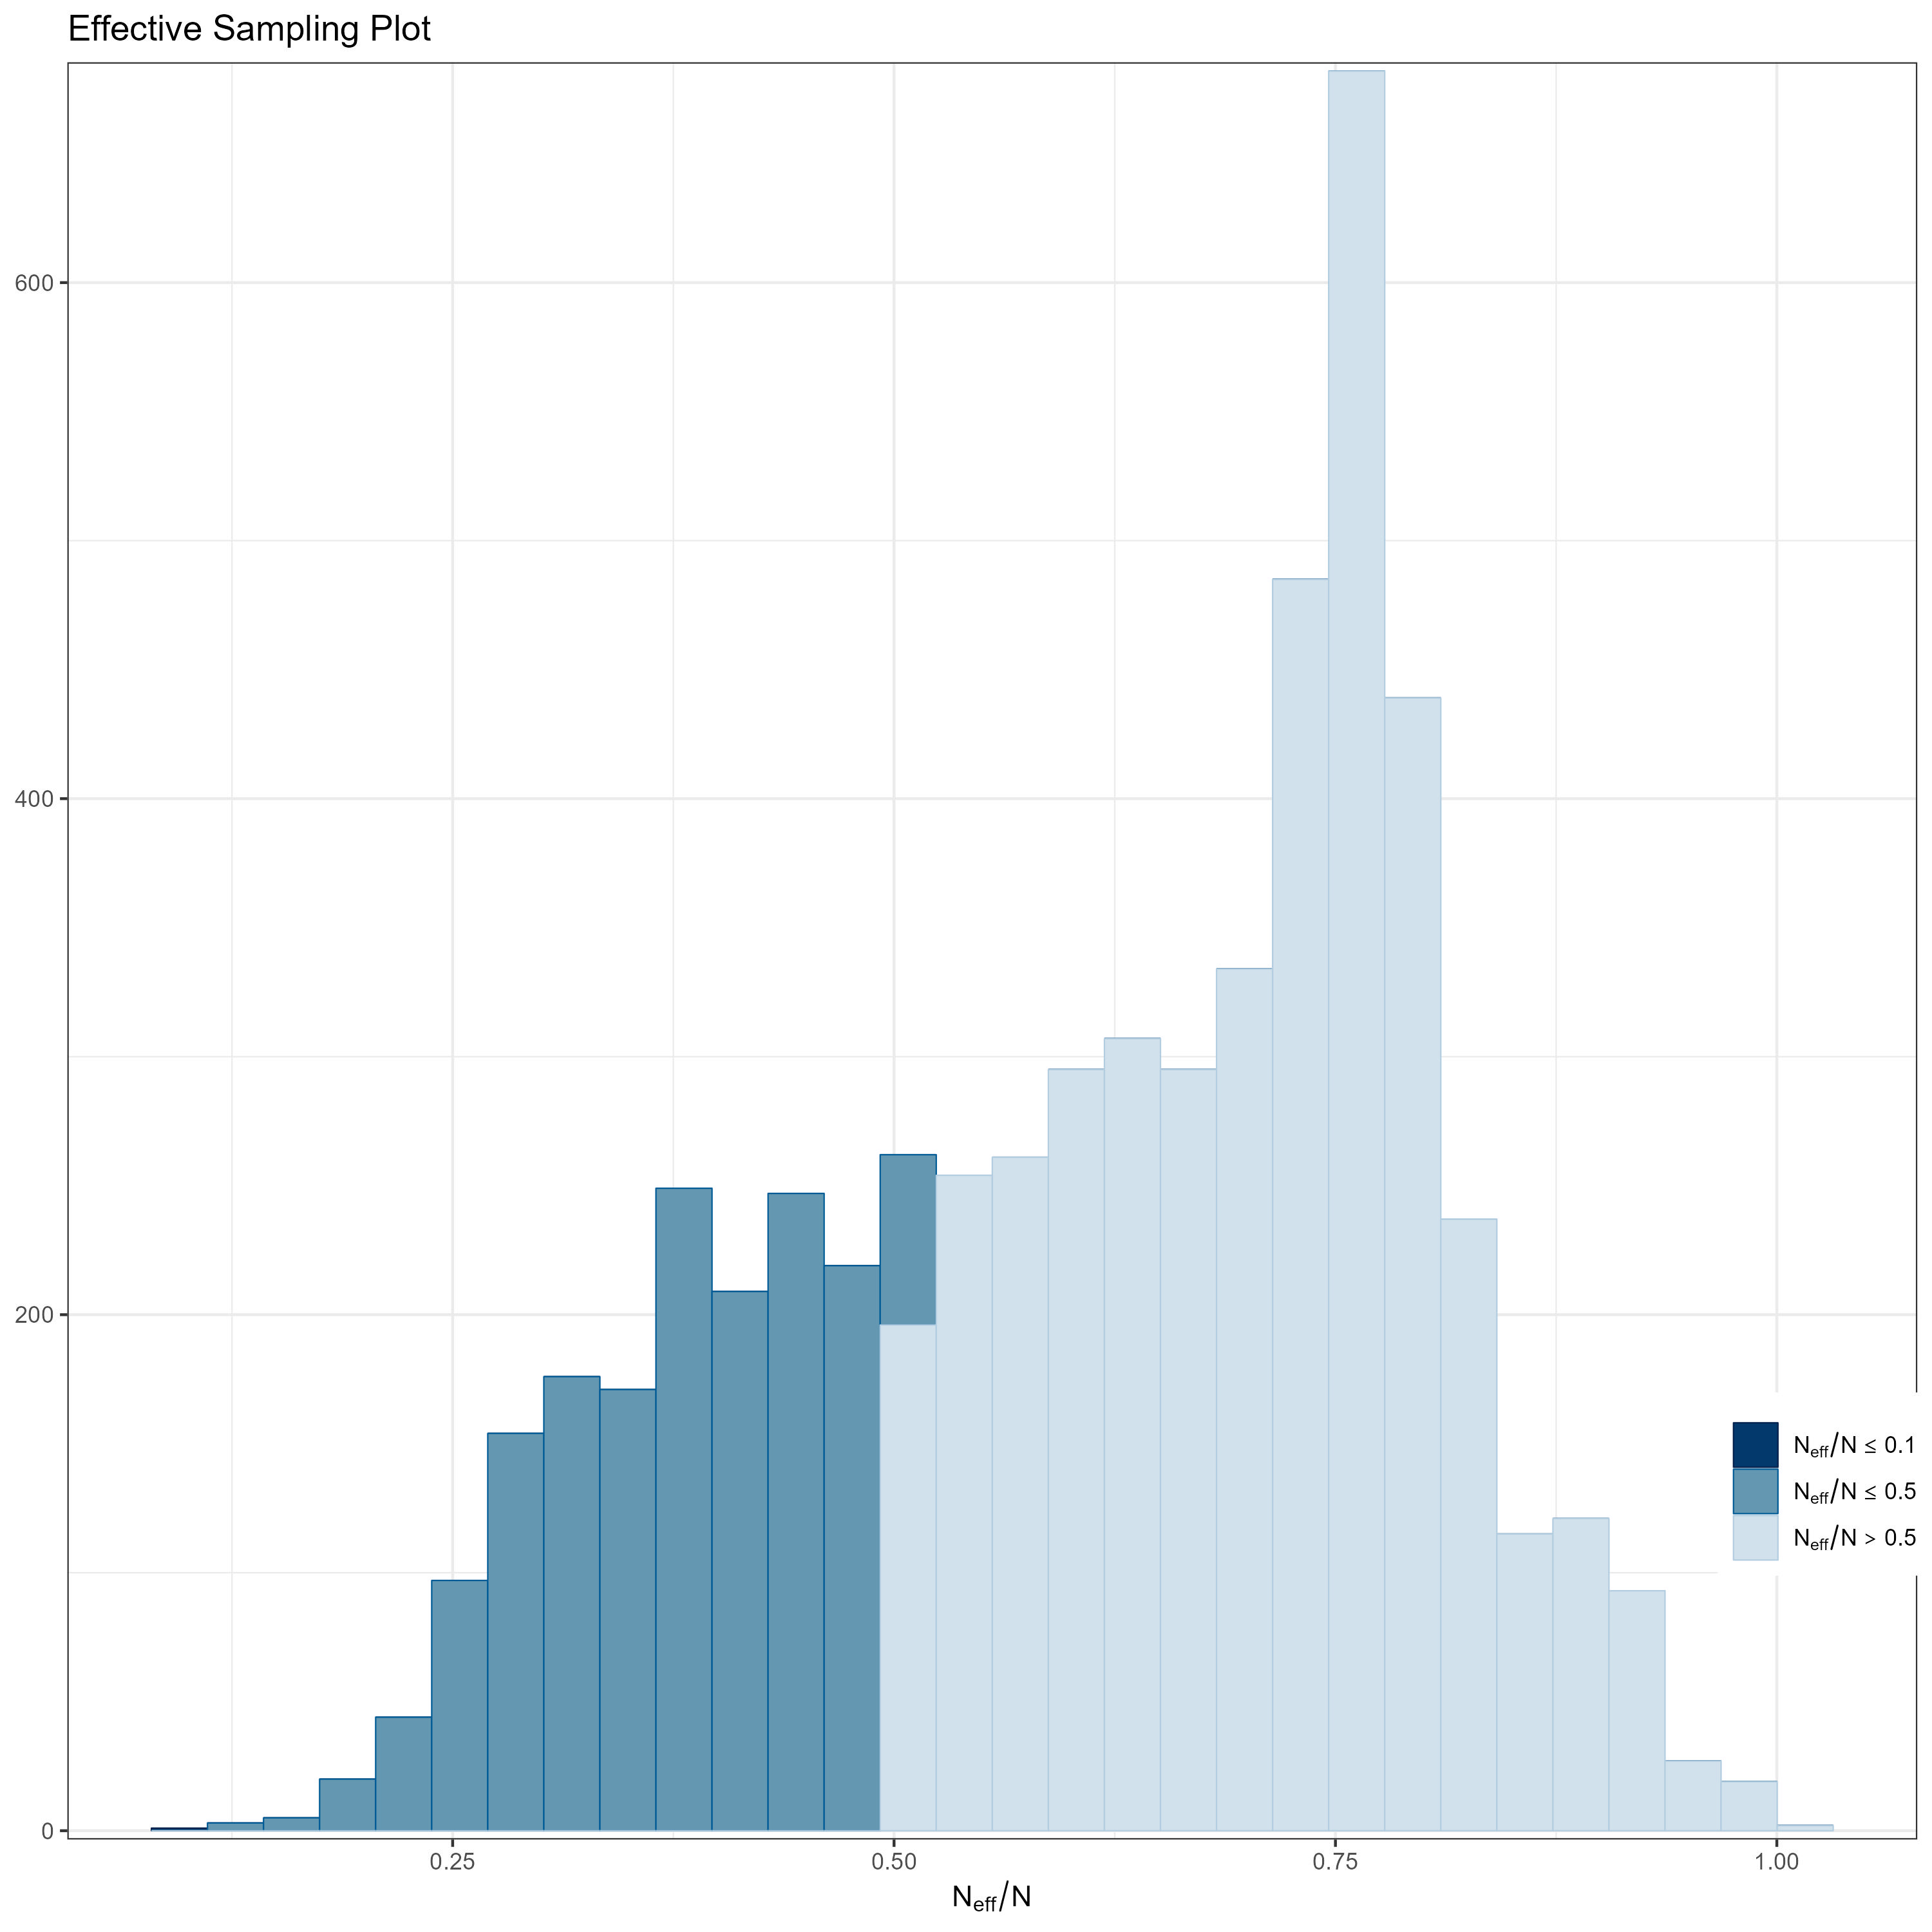 Effective Sampling Plot
600
400
200
0
0.25 0.50 0.75 1.00
Neff/N
Neff/N ≤ 0.1
Neff/N ≤ 0.5
Neff/N > 0.5